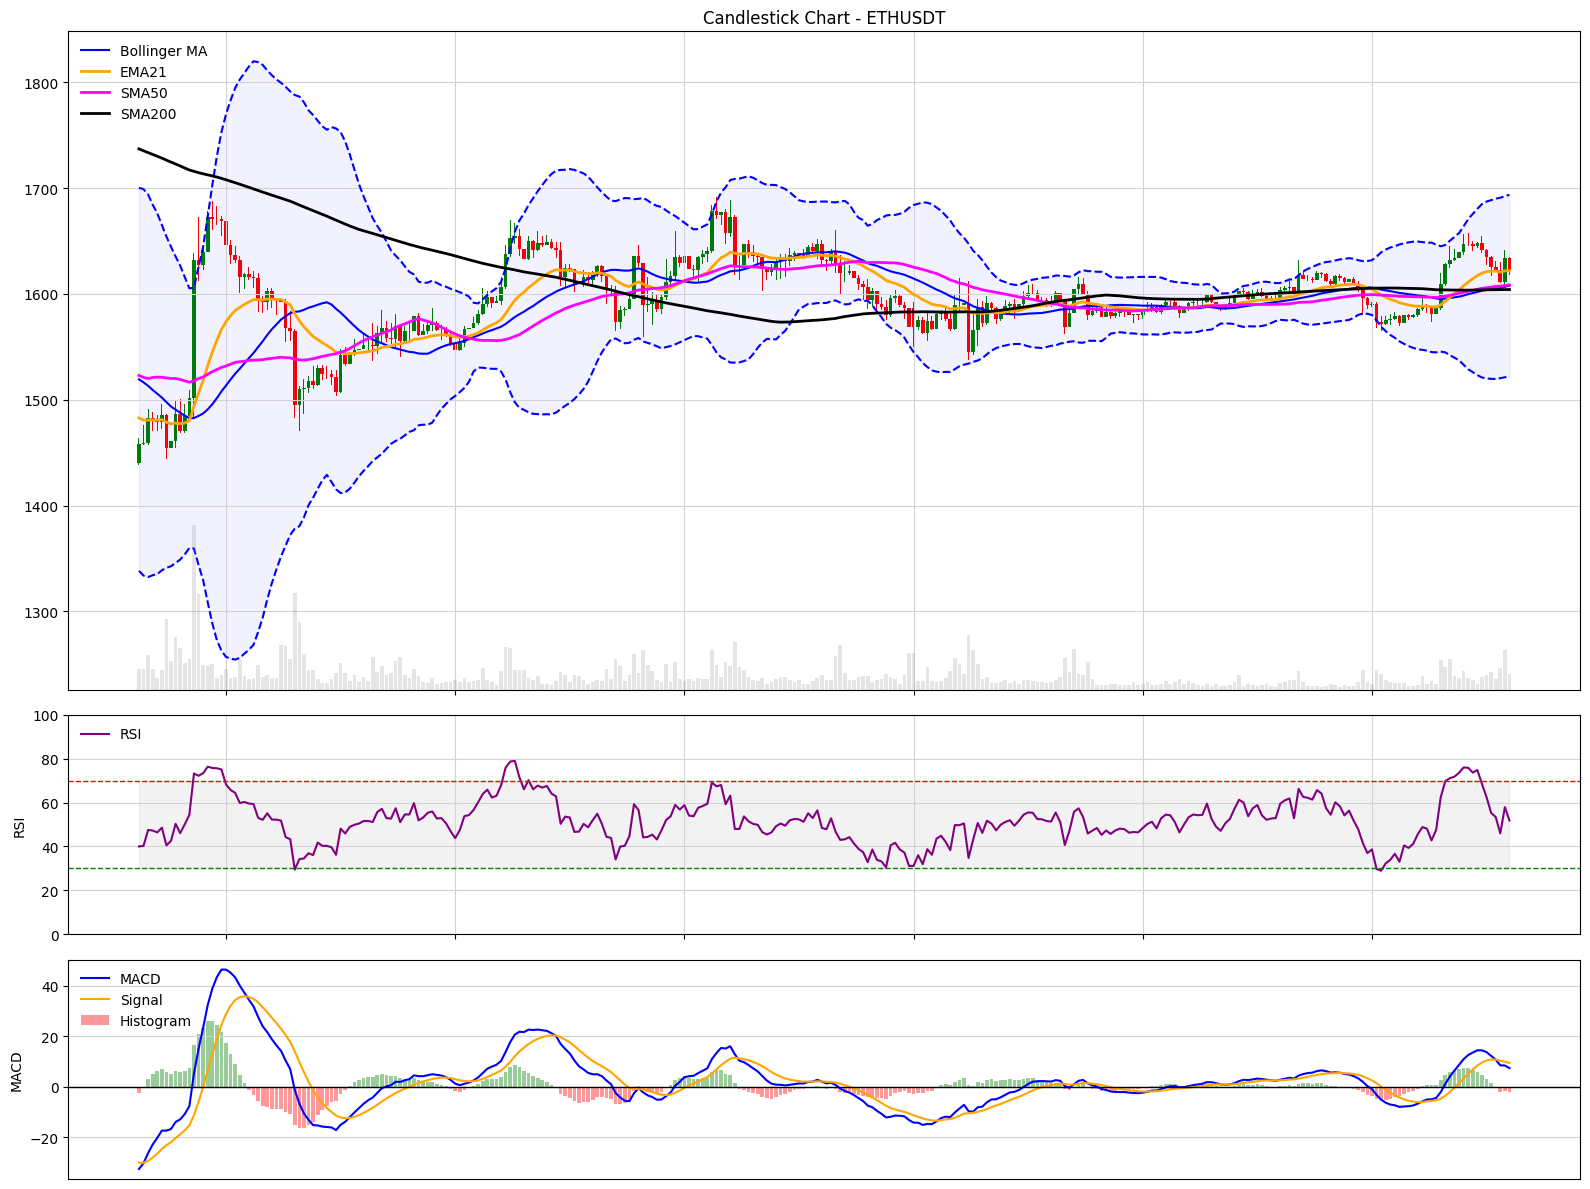 Candlestick Chart - ETHUSDT
Bollinger MA
EMA21
SMA50
SMA200
1800
1700
1600
1500
1400
1300
RSI
100
80
60
40
20
0
RSI
MACD
Signal
Histogram
40
20
0
−20
MACD